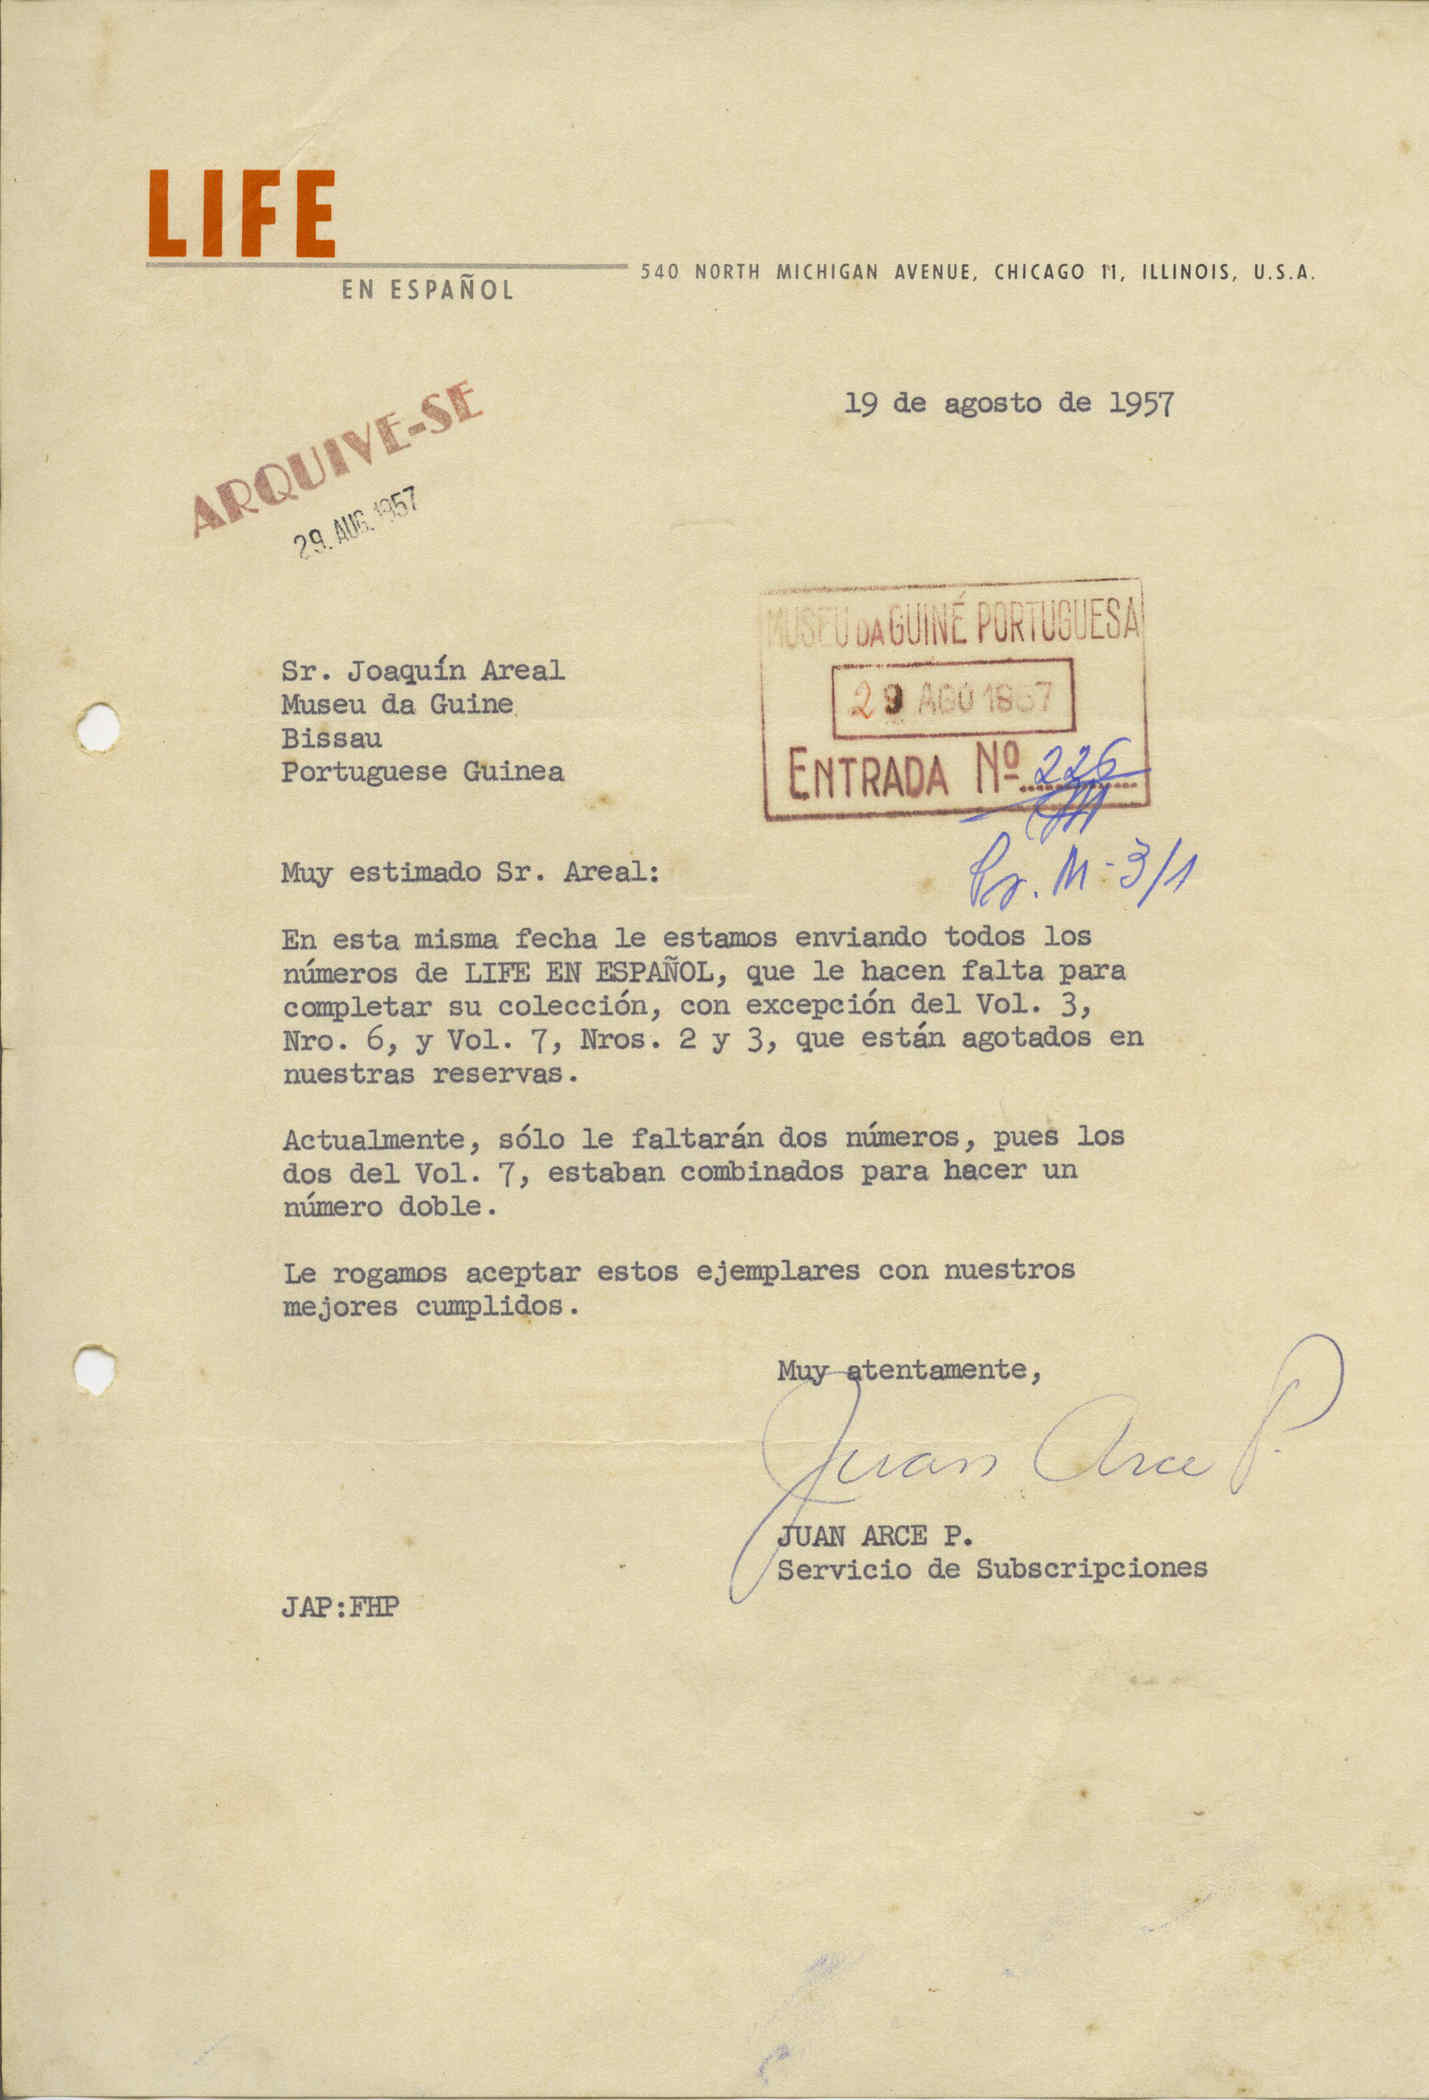 LIFE
EN ESPAÑOL
540 NORTH MICHIGAN AVENUE, CHICAGO 11, ILLINOIS, U.S.A.
19 de agosto de 1957
ARQUIVE-SE
29. AUG. 1957
MUSEU DA GUINÉ PORTUGUESA
29 AGO 1957
ENTRADA Nº 226
Sr. Joaquín Areal
Museu da Guine
Bissau
Portuguese Guinea
M-3/1
Muy estimado Sr. Areal:
En esta misma fecha le estamos enviando todos los
números de LIFE EN ESPAÑOL, que le hacen falta para
completar su colección, con excepción del Vol. 3,
Nro. 6, y Vol. 7, Nros. 2 y 3, que están agotados en
nuestras reservas.
Actualmente, sólo le faltarán dos números, pues los
dos del Vol. 7, estaban combinados para hacer un
número doble.
Le rogamos aceptar estos ejemplares con nuestros
mejores cumplidos.
Muy atentamente,
Juan Arce P.
JUAN ARCE P.
Servicio de Subscripciones
JAP:FHP